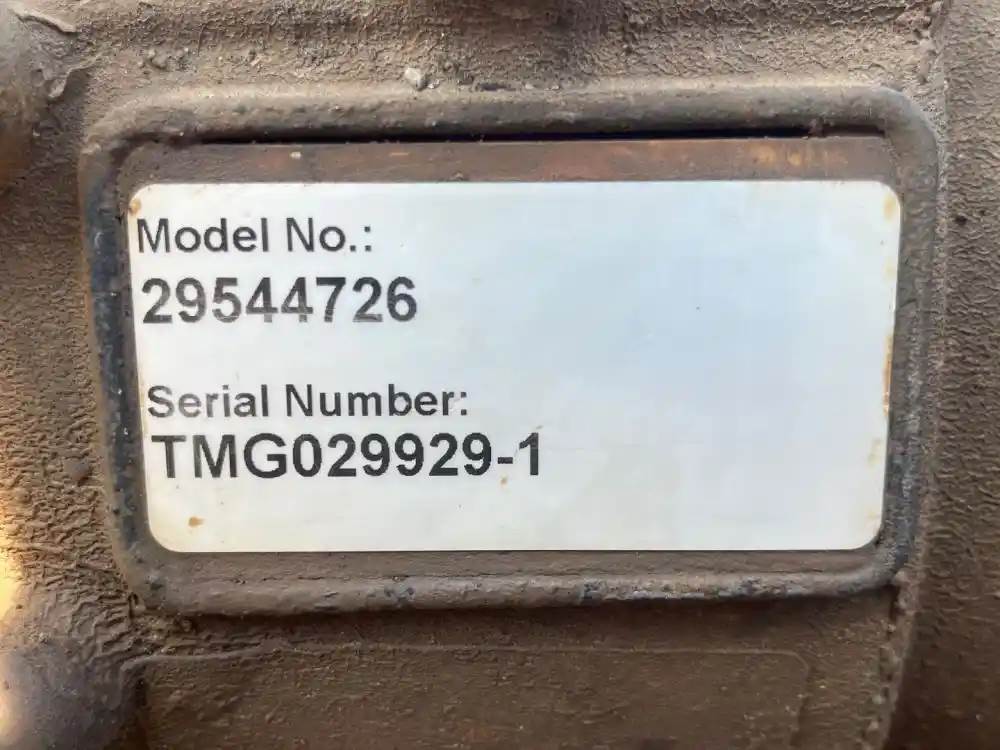 Model No.:
29544726
Serial Number:
TMG029929-1